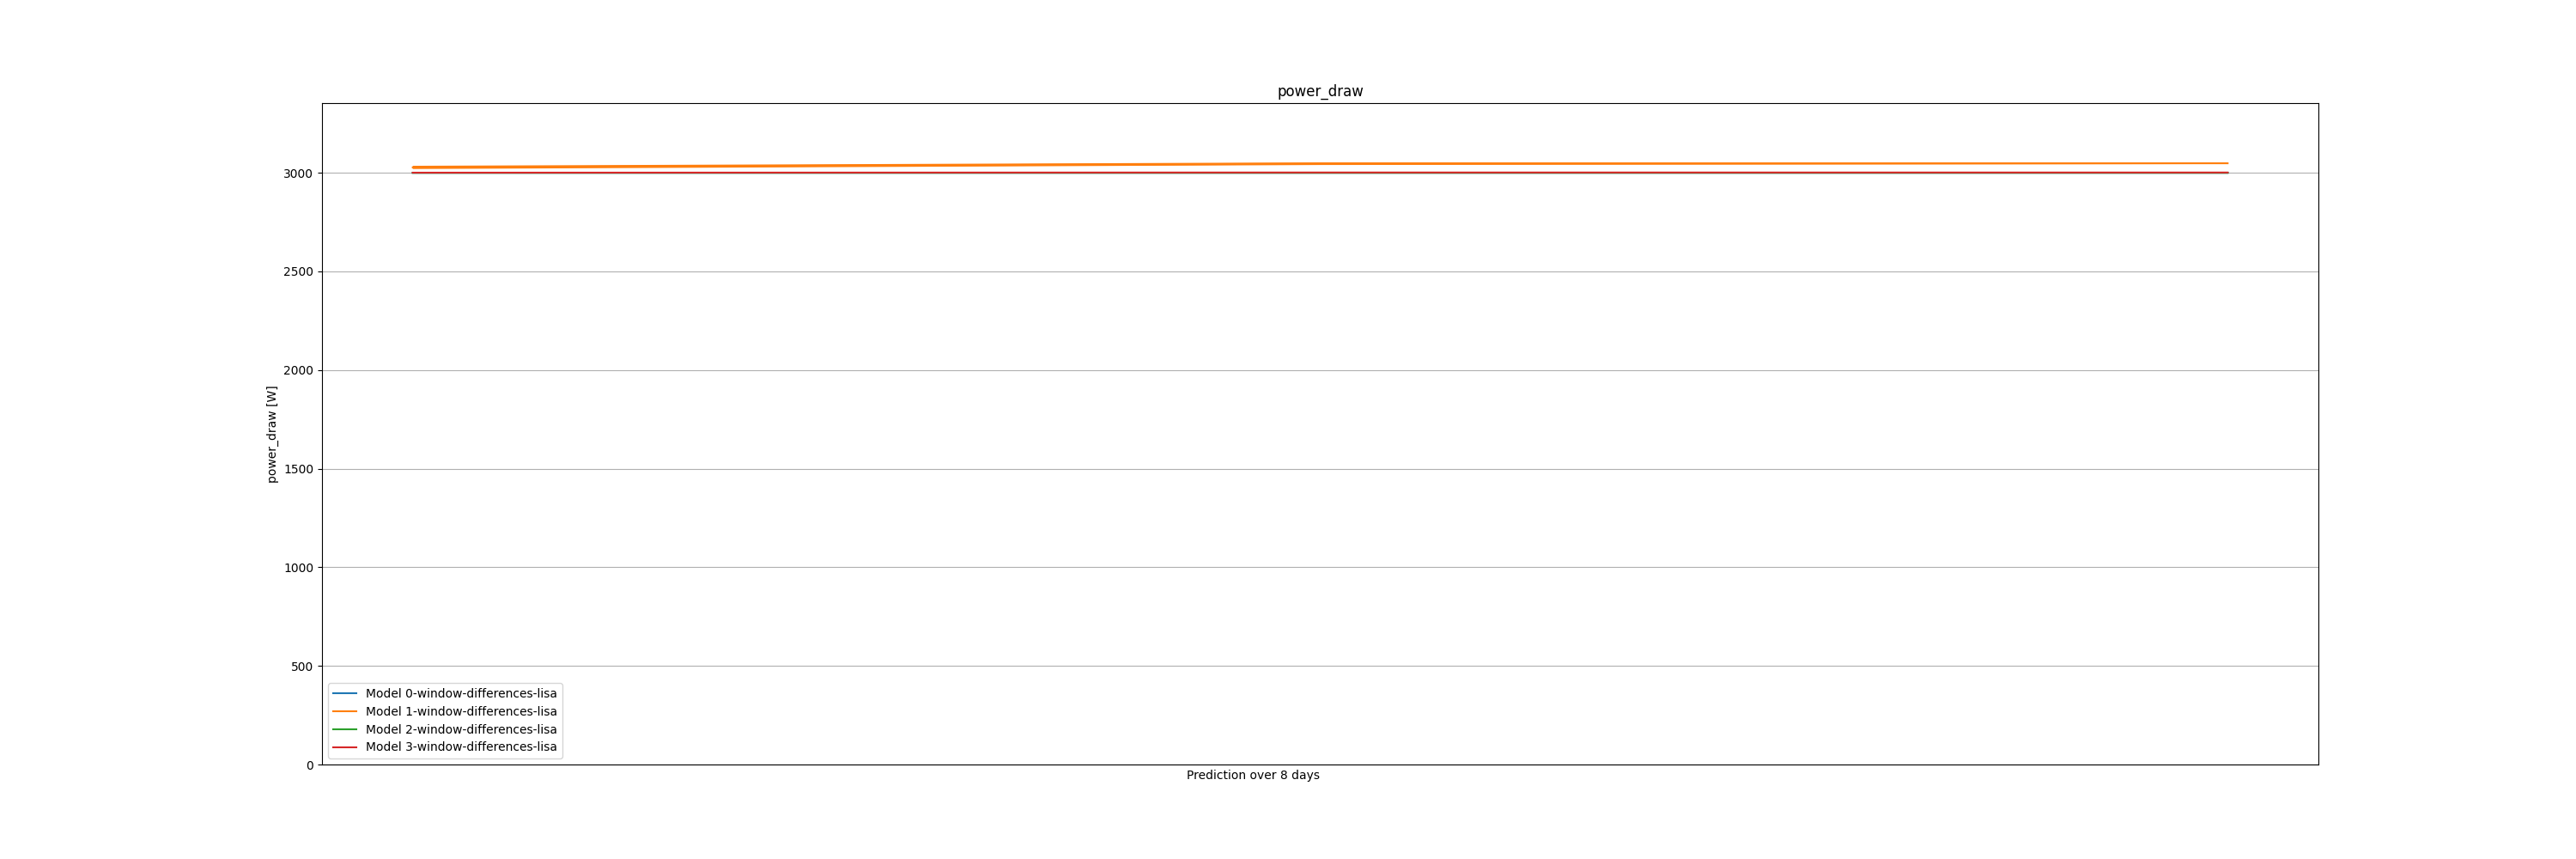 power_draw
3000
2500
2000
1500
1000
500
0
power_draw [W]
Model 0-window-differences-lisa
Model 1-window-differences-lisa
Model 2-window-differences-lisa
Model 3-window-differences-lisa
Prediction over 8 days